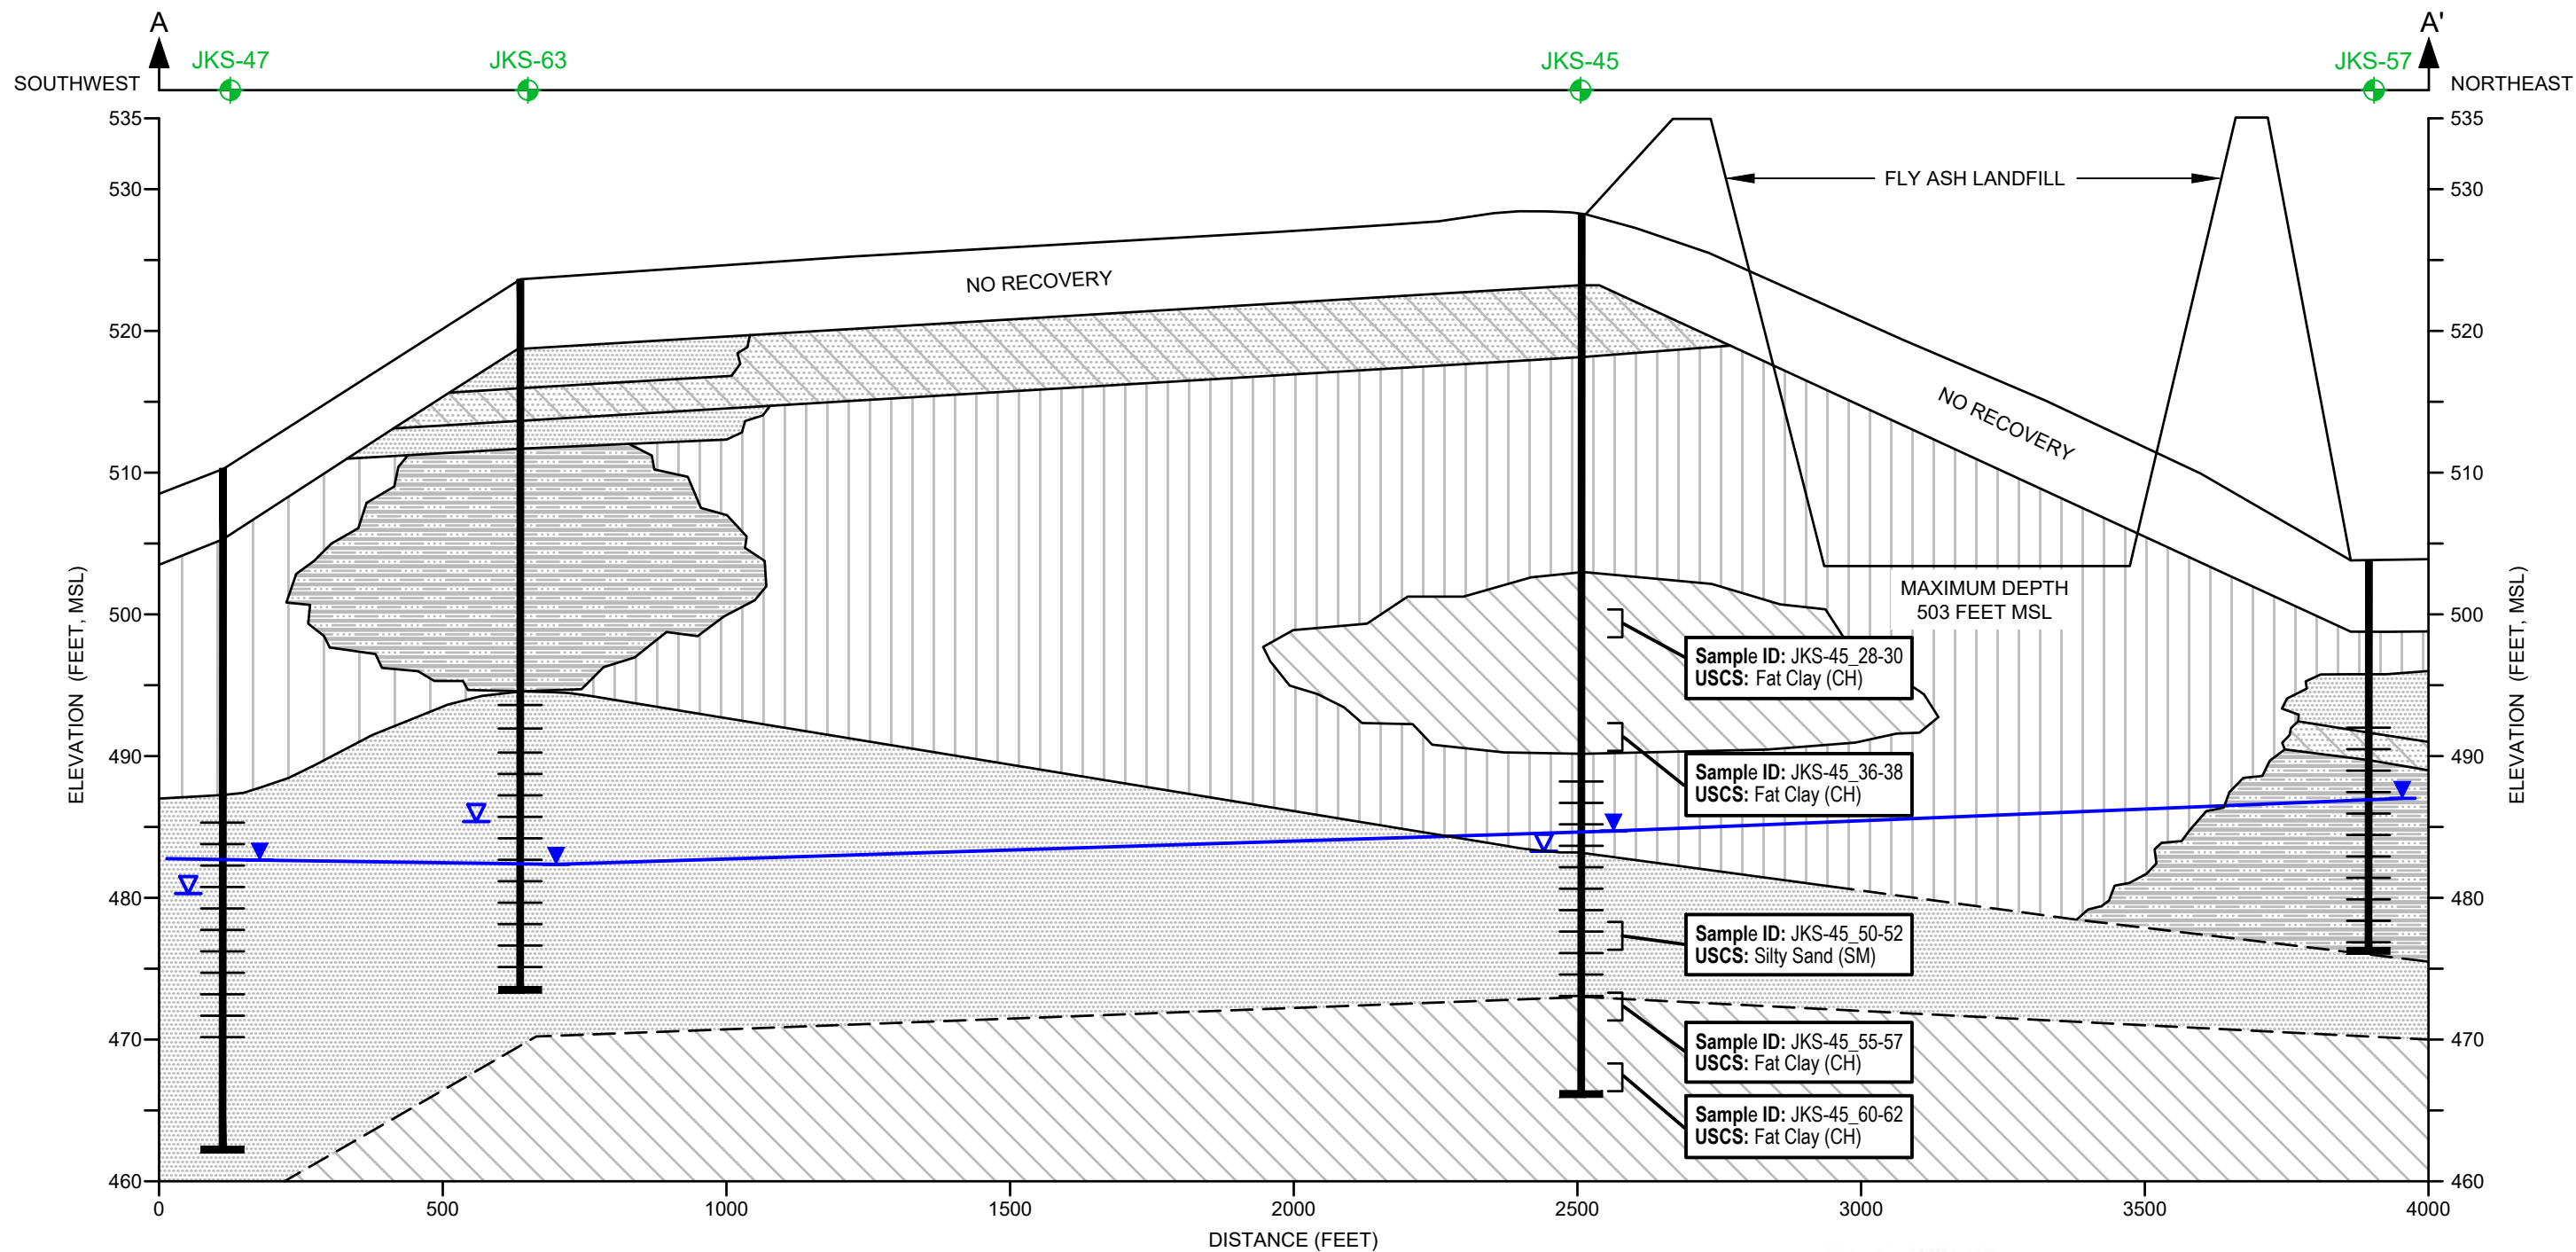 A
A'
JKS-47
JKS-63
JKS-45
JKS-57
SOUTHWEST
NORTHEAST
535
535
530
FLY ASH LANDFILL
530
NO RECOVERY
520
520
NO RECOVERY
510
510
MAXIMUM DEPTH
503 FEET MSL
500
500
Sample ID: JKS-45_28-30
USCS: Fat Clay (CH)
ELEVATION (FEET, MSL)
ELEVATION (FEET, MSL)
490
490
Sample ID: JKS-45_36-38
USCS: Fat Clay (CH)
480
480
Sample ID: JKS-45_50-52
USCS: Silty Sand (SM)
470
470
Sample ID: JKS-45_55-57
USCS: Fat Clay (CH)
Sample ID: JKS-45_60-62
USCS: Fat Clay (CH)
460
460
0 500 1000 1500 2000 2500 3000 3500 4000
DISTANCE (FEET)